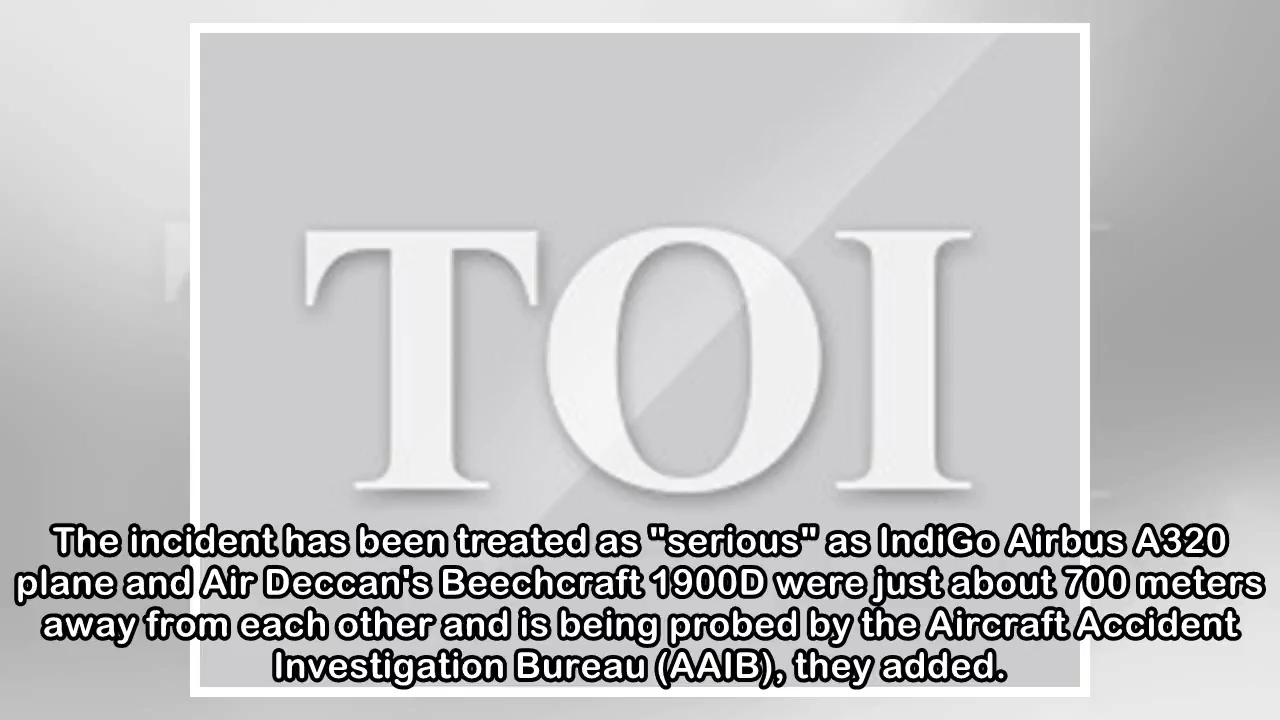 TOI
The incident has been treated as "serious" as IndiGo Airbus A320
plane and Air Deccan's Beechcraft 1900D were just about 700 meters
away from each other and is being probed by the Aircraft Accident
Investigation Bureau (AAIB), they added.